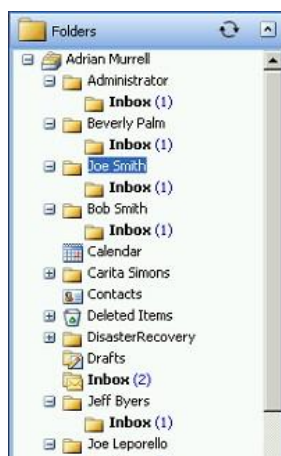 Folders
Adrian Murrell
Administrator
Inbox (1)
Beverly Palm
Inbox (1)
Joe Smith
Inbox (1)
Bob Smith
Inbox (1)
Calendar
Carita Simons
Contacts
Deleted Items
DisasterRecovery
Drafts
Inbox (2)
Jeff Byers
Inbox (1)
Joe Leporello